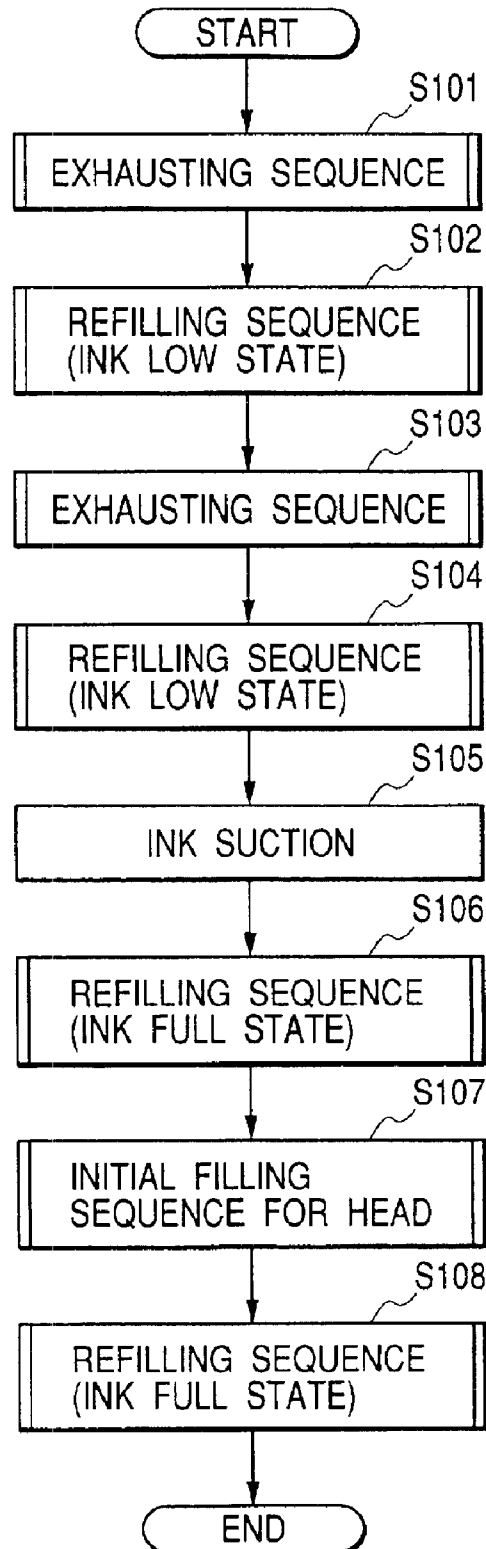 START
S101
EXHAUSTING SEQUENCE
S102
REFILLING SEQUENCE
(INK LOW STATE)
S103
EXHAUSTING SEQUENCE
S104
REFILLING SEQUENCE
(INK LOW STATE)
S105
INK SUCTION
S106
REFILLING SEQUENCE
(INK FULL STATE)
S107
INITIAL FILLING
SEQUENCE FOR HEAD
S108
REFILLING SEQUENCE
(INK FULL STATE)
END